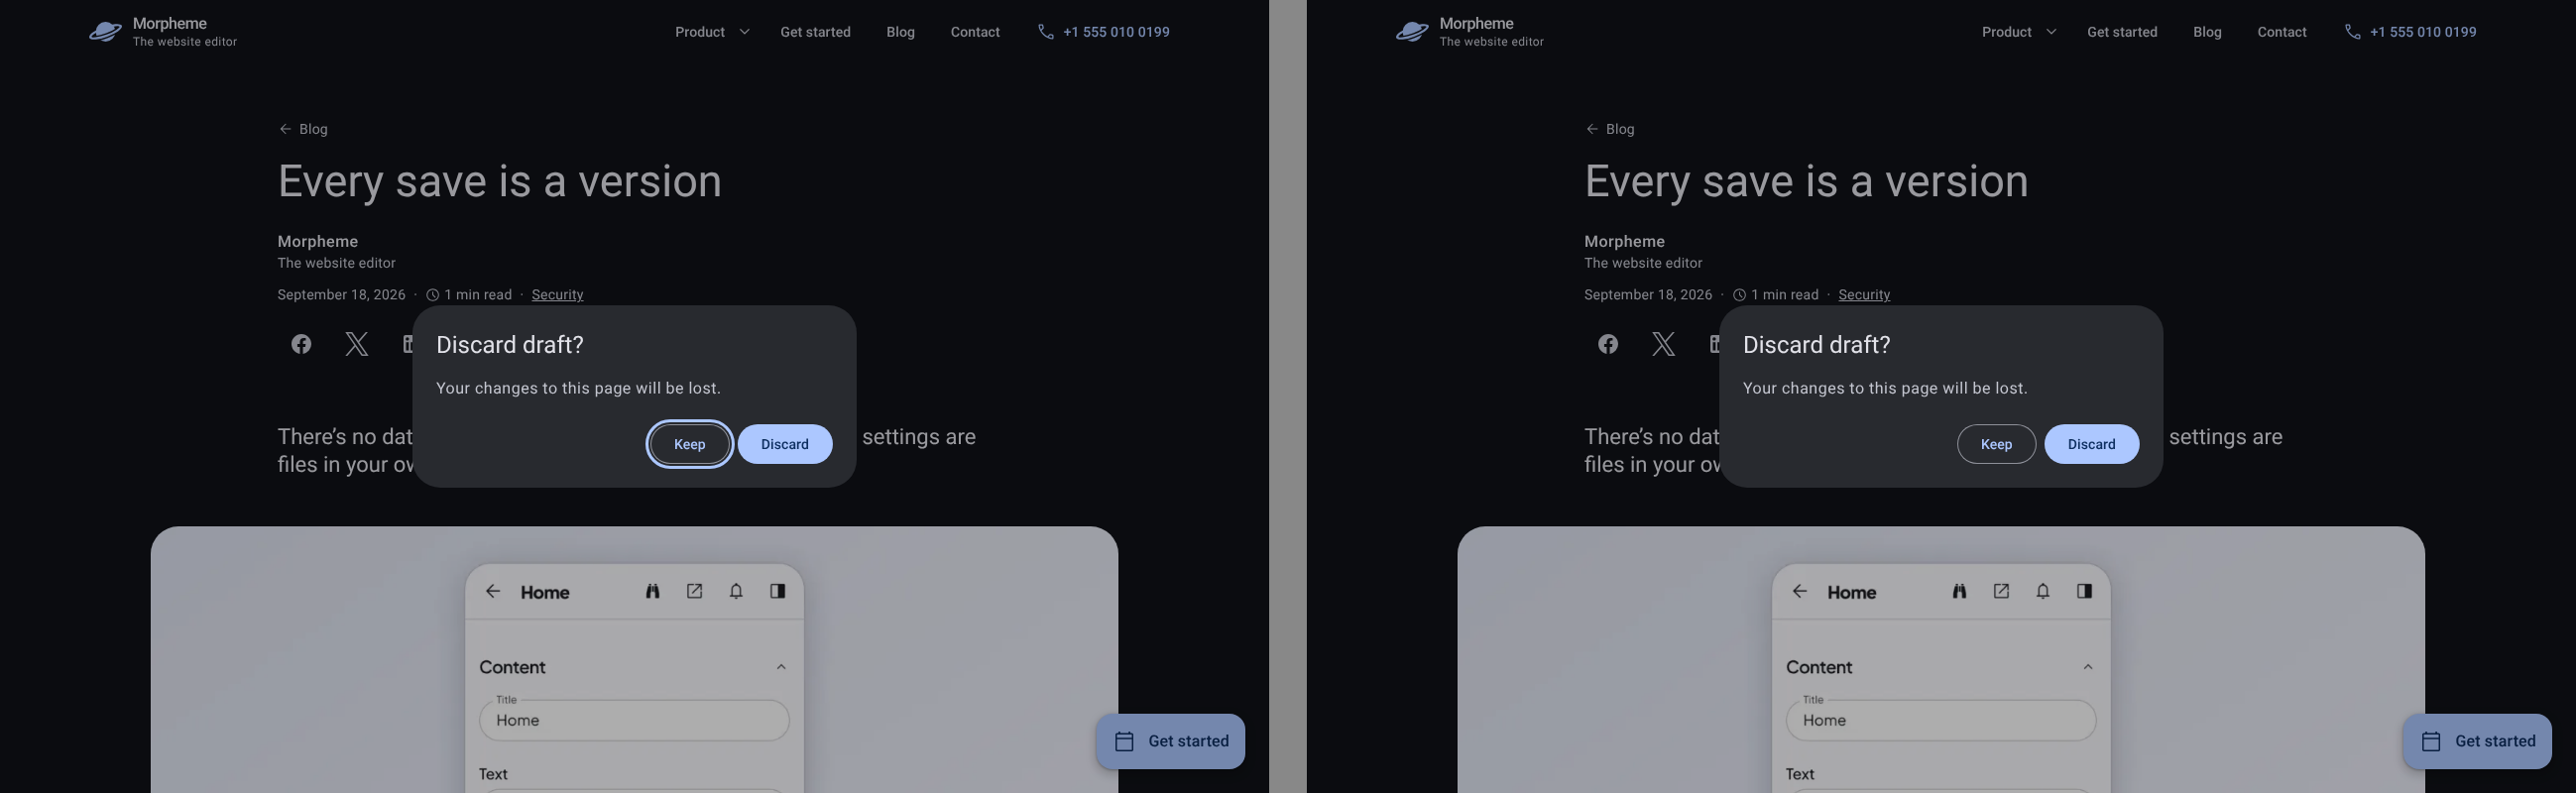 Morpheme
The website editor
Product
Get started
Blog
Contact
+1 555 010 0199
Blog
Every save is a version
Morpheme
The website editor
September 18, 2026 · 1 min read · Security
Discard draft?
Your changes to this page will be lost.
Keep
Discard
There’s no dat
settings are
files in your
Home
Content
Title
Home
Text
Get started
Morpheme
The website editor
Product
Get started
Blog
Contact
+1 555 010 0199
Blog
Every save is a version
Morpheme
The website editor
September 18, 2026 · 1 min read · Security
Discard draft?
Your changes to this page will be lost.
Keep
Discard
There’s no dat
settings are
files in your
Home
Content
Title
Home
Text
Get started